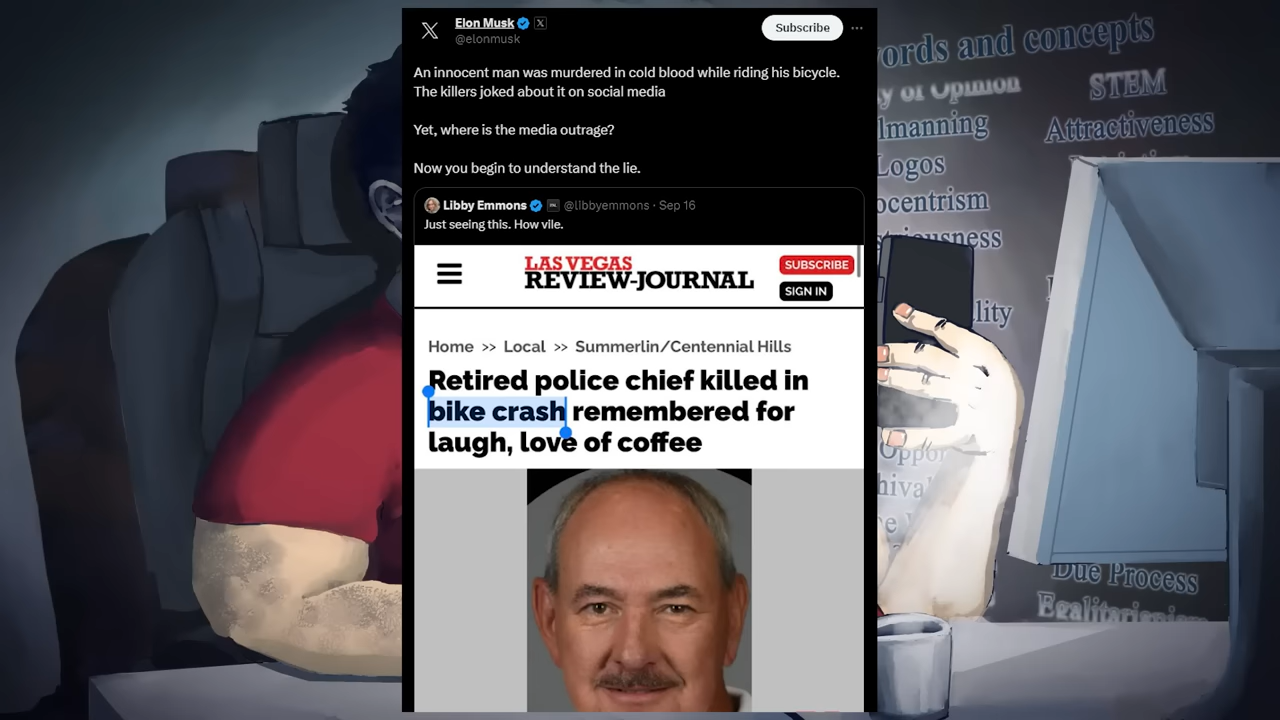 Elon Musk
@elonmusk
Subscribe
An innocent man was murdered in cold blood while riding his bicycle.
The killers joked about it on social media
Yet, where is the media outrage?
Now you begin to understand the lie.
Libby Emmons @libbyemmons · Sep 16
Just seeing this. How vile.
LAS VEGAS
REVIEW-JOURNAL
SUBSCRIBE
SIGN IN
Home >> Local >> Summerlin/Centennial Hills
Retired police chief killed in
bike crash remembered for
laugh, love of coffee
and concepts
of Opinion
STEM
Attractiveness
Logos
Due Process
Egalitarianism